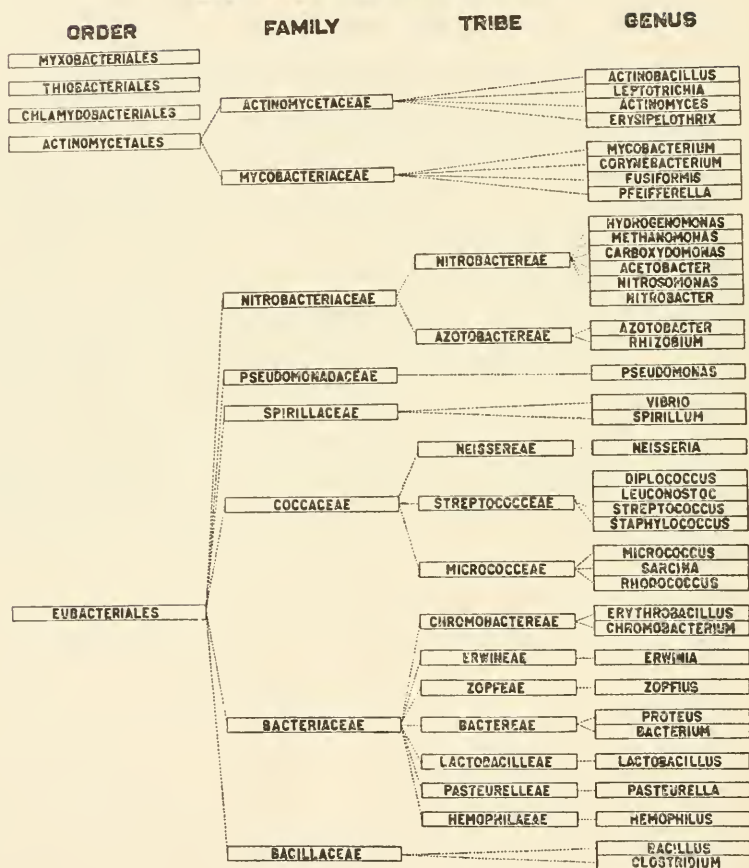 ORDER FAMILY TRIBE GENUS
MYXOBACTERIALES
THIOBACTERIALES
CHLAMYDOBACTERIALES
ACTINOMYCETALES
ACTINOMYCETACEAE
ACTINOBACILLUS
LEPTOTRICHIA
ACTINOMYCES
ERYSIPELOTHRIX
MYCOBACTERIACEAE
MYCOBACTERIUM
CORYNEBACTERIUM
FUSIFORMIS
PFEIFFERELLA
EUBACTERIALES
NITROBACTERIACEAE
NITROBACTEREAE
HYDROGENOMONAS
METHANOMONAS
CARBOXYDOMONAS
ACETOBACTER
NITROSOMONAS
NITROBACTER
AZOTOBACTEREAE
AZOTOBACTER
RHIZOBIUM
PSEUDOMONADACEAE
PSEUDOMONAS
SPIRILLACEAE
VIBRIO
SPIRILLUM
COCCACEAE
NEISSEREAE
NEISSERIA
STREPTOCOCCEAE
DIPLOCOCCUS
LEUCONOSTOC
STREPTOCOCCUS
STAPHYLOCOCCUS
MICROCOCCEAE
MICROCOCCUS
SARCINA
RHODOCOCCUS
BACTERIACEAE
CHROMOBACTEREAE
ERYTHROBACILLUS
CHROMOBACTERIUM
ERWINEAE
ERWINIA
ZOPFEAE
ZOPFIUS
BACTEREAE
PROTEUS
BACTERIUM
LACTOBACILLEAE
LACTOBACILLUS
PASTEURELLEAE
PASTEURELLA
HEMOPHILAEAE
HEMOPHILUS
BACILLACEAE
BACILLUS
CLOSTRIDIUM